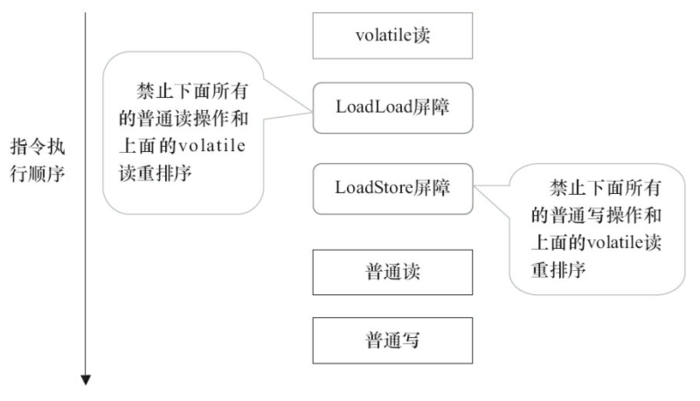 volatile读
禁止下面所有
的普通读操作和
上面的volatile
读重排序
LoadLoad屏障
指令执
行顺序
LoadStore屏障
禁止下面所有
的普通写操作和
上面的volatile读
重排序
普通读
普通写